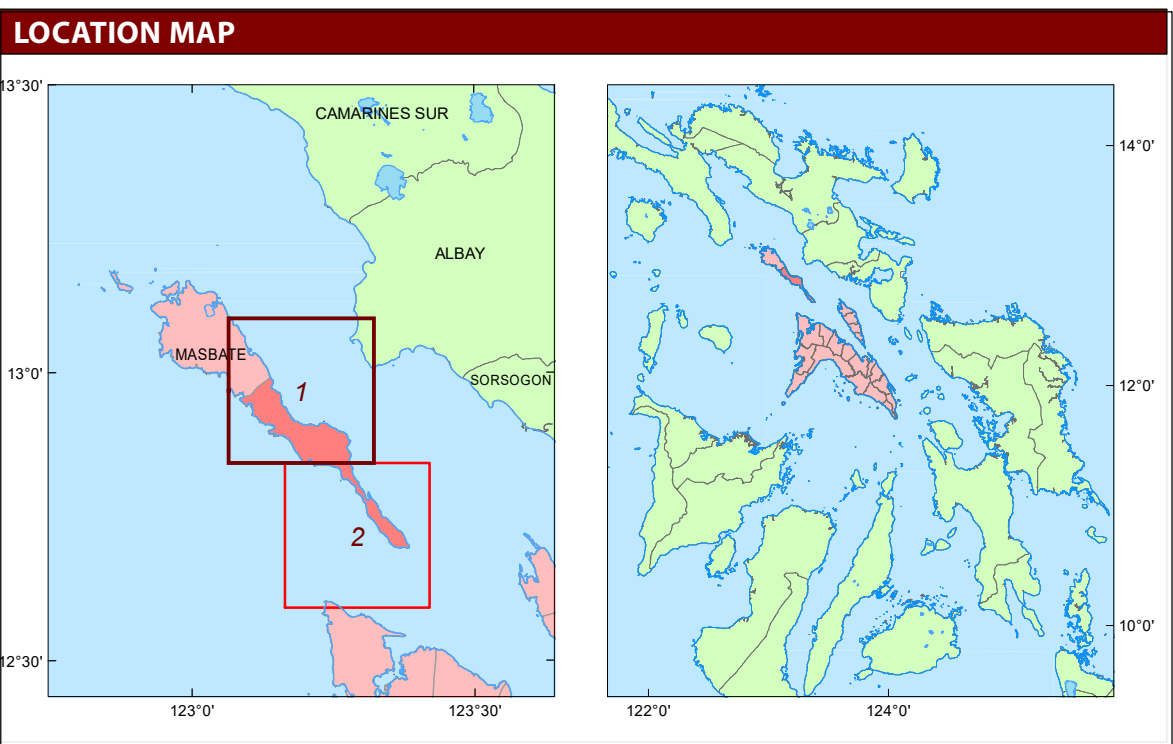 LOCATION MAP
13°30'
CAMARINES SUR
ALBAY
MASBATE
13°0'
SORSOGON
1
2
12°30'
123°0'
123°30'
14°0'
12°0'
10°0'
122°0'
124°0'